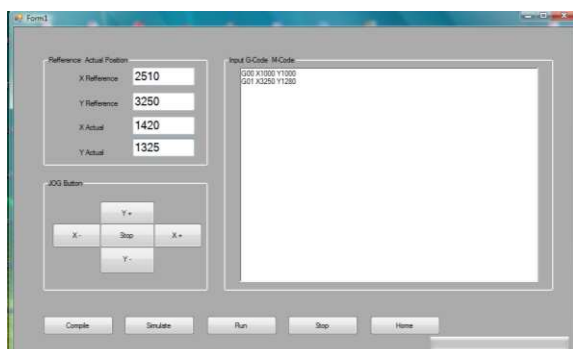 Form1
Refference Actual Position
X Refference 2510
Y Refference 3250
X Actual 1420
Y Actual 1325
Input G-Code M-Code
G00 X1000 Y1000
G01 X3250 Y1280
JOG Button
Y +
X - Stop X +
Y -
Compile Simulate Run Stop Home